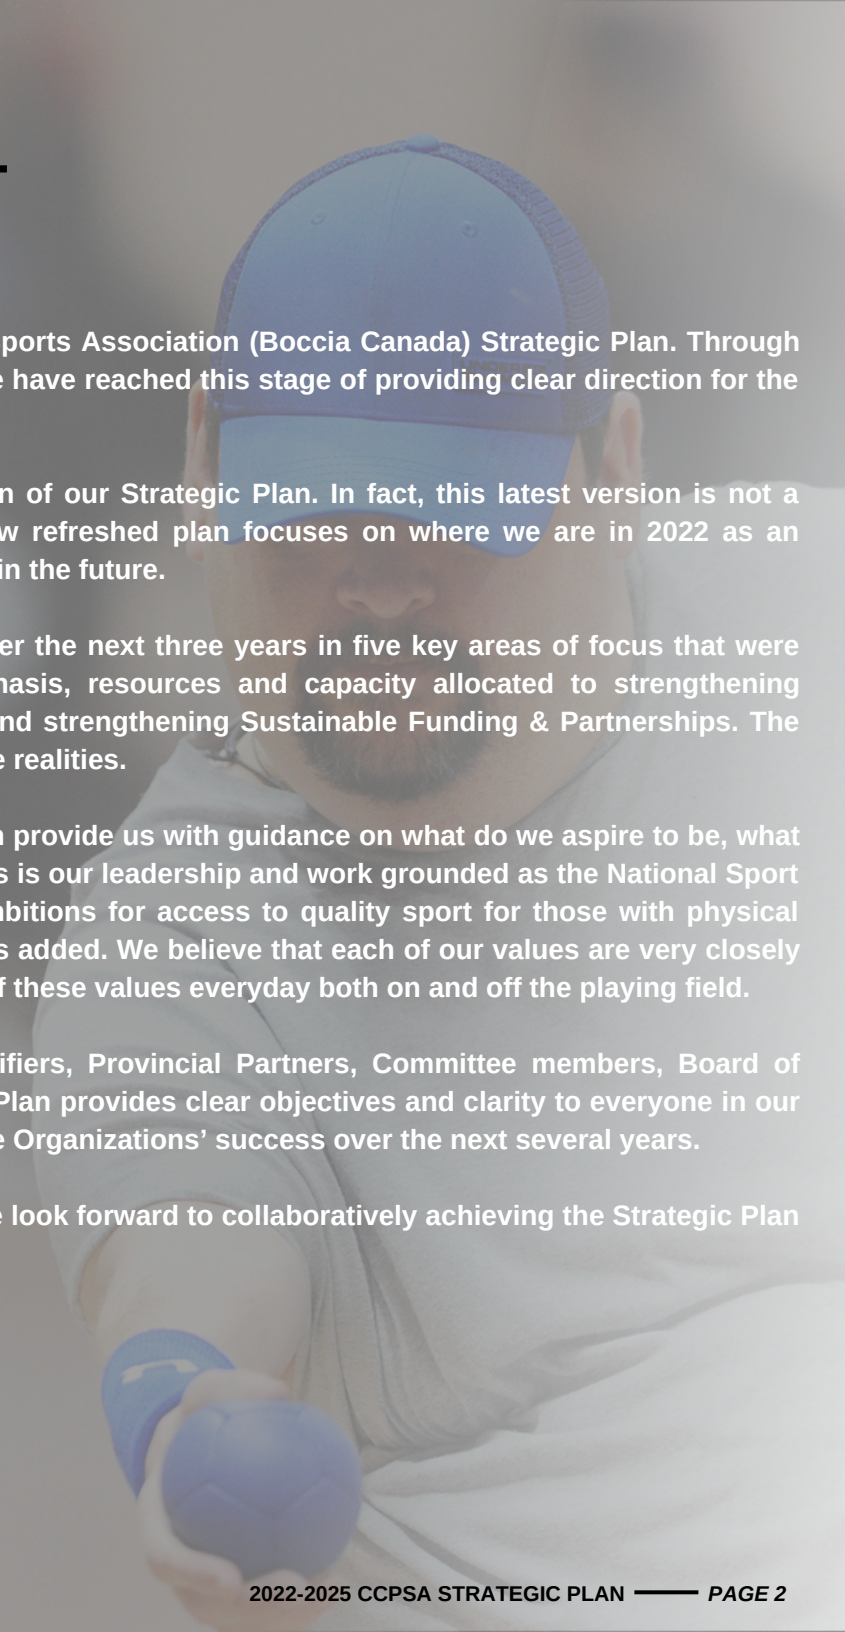 ports Association (Boccia Canada) Strategic Plan. Through
e have reached this stage of providing clear direction for the
n of our Strategic Plan. In fact, this latest version is not a
w refreshed plan focuses on where we are in 2022 as an
in the future.
er the next three years in five key areas of focus that were
hasis, resources and capacity allocated to strengthening
nd strengthening Sustainable Funding & Partnerships. The
e realities.
n provide us with guidance on what do we aspire to be, what
s is our leadership and work grounded as the National Sport
nbitions for access to quality sport for those with physical
s added. We believe that each of our values are very closely
f these values everyday both on and off the playing field.
ifiers, Provincial Partners, Committee members, Board of
Plan provides clear objectives and clarity to everyone in our
e Organizations’ success over the next several years.
e look forward to collaboratively achieving the Strategic Plan
2022-2025 CCPSA STRATEGIC PLAN PAGE 2